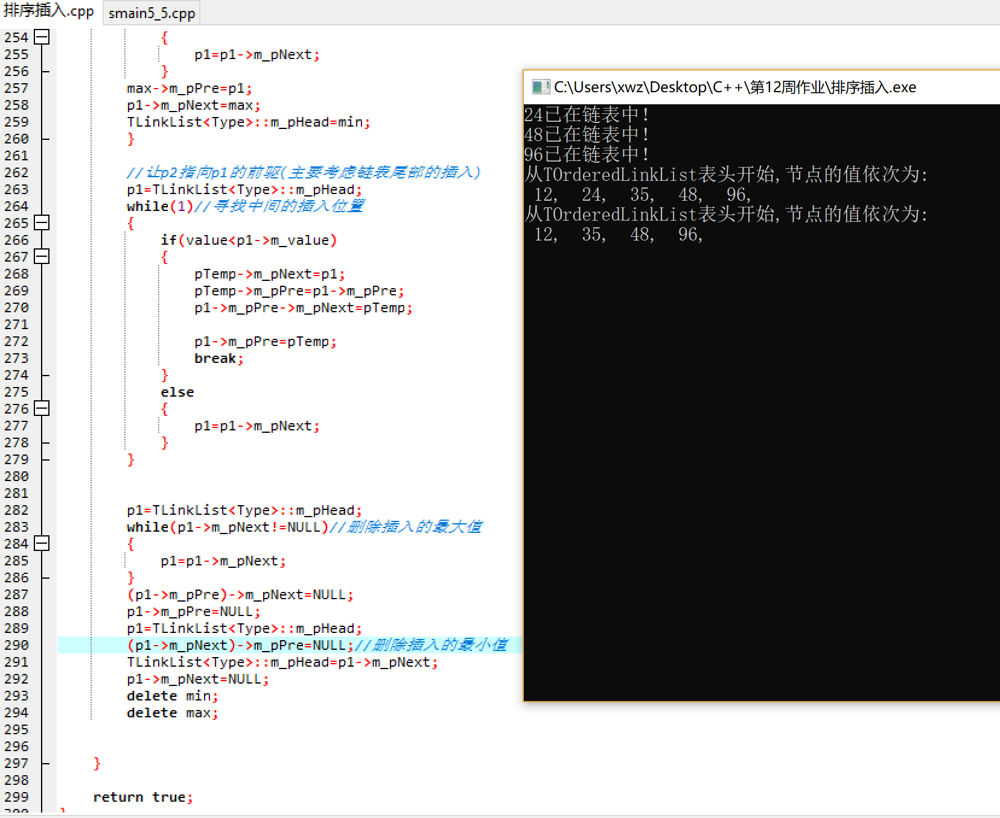 排序插入.cpp
smain5_5.cpp
254 {
255 p1=p1->m_pNext;
256 }
257 max->m_pPre=p1;
258 p1->m_pNext=max;
259 TLinkList<Type>::m_pHead=min;
260 }
261
262 //让p2指向p1的前驱(主要考虑链表尾部的插入)
263 p1=TLinkList<Type>::m_pHead;
264 while(1)//寻找中间的插入位置
265 {
266 if(value<p1->m_value)
267 {
268 pTemp->m_pNext=p1;
269 pTemp->m_pPre=p1->m_pPre;
270 p1->m_pPre->m_pNext=pTemp;
271
272 p1->m_pPre=pTemp;
273 break;
274 }
275 else
276 {
277 p1=p1->m_pNext;
278 }
279 }
280
281
282 p1=TLinkList<Type>::m_pHead;
283 while(p1->m_pNext!=NULL)//删除插入的最大值
284 {
285 p1=p1->m_pNext;
286 }
287 (p1->m_pPre)->m_pNext=NULL;
288 p1->m_pPre=NULL;
289 p1=TLinkList<Type>::m_pHead;
290 (p1->m_pNext)->m_pPre=NULL;//删除插入的最小值
291 TLinkList<Type>::m_pHead=p1->m_pNext;
292 p1->m_pNext=NULL;
293 delete min;
294 delete max;
295
296
297 }
298
299 return true;
C:\Users\xwz\Desktop\C++\第12周作业\排序插入.exe
24已在链表中!
48已在链表中!
96已在链表中!
从TOrderedLinkList表头开始,节点的值依次为:
12, 24, 35, 48, 96,
从TOrderedLinkList表头开始,节点的值依次为:
12, 35, 48, 96,